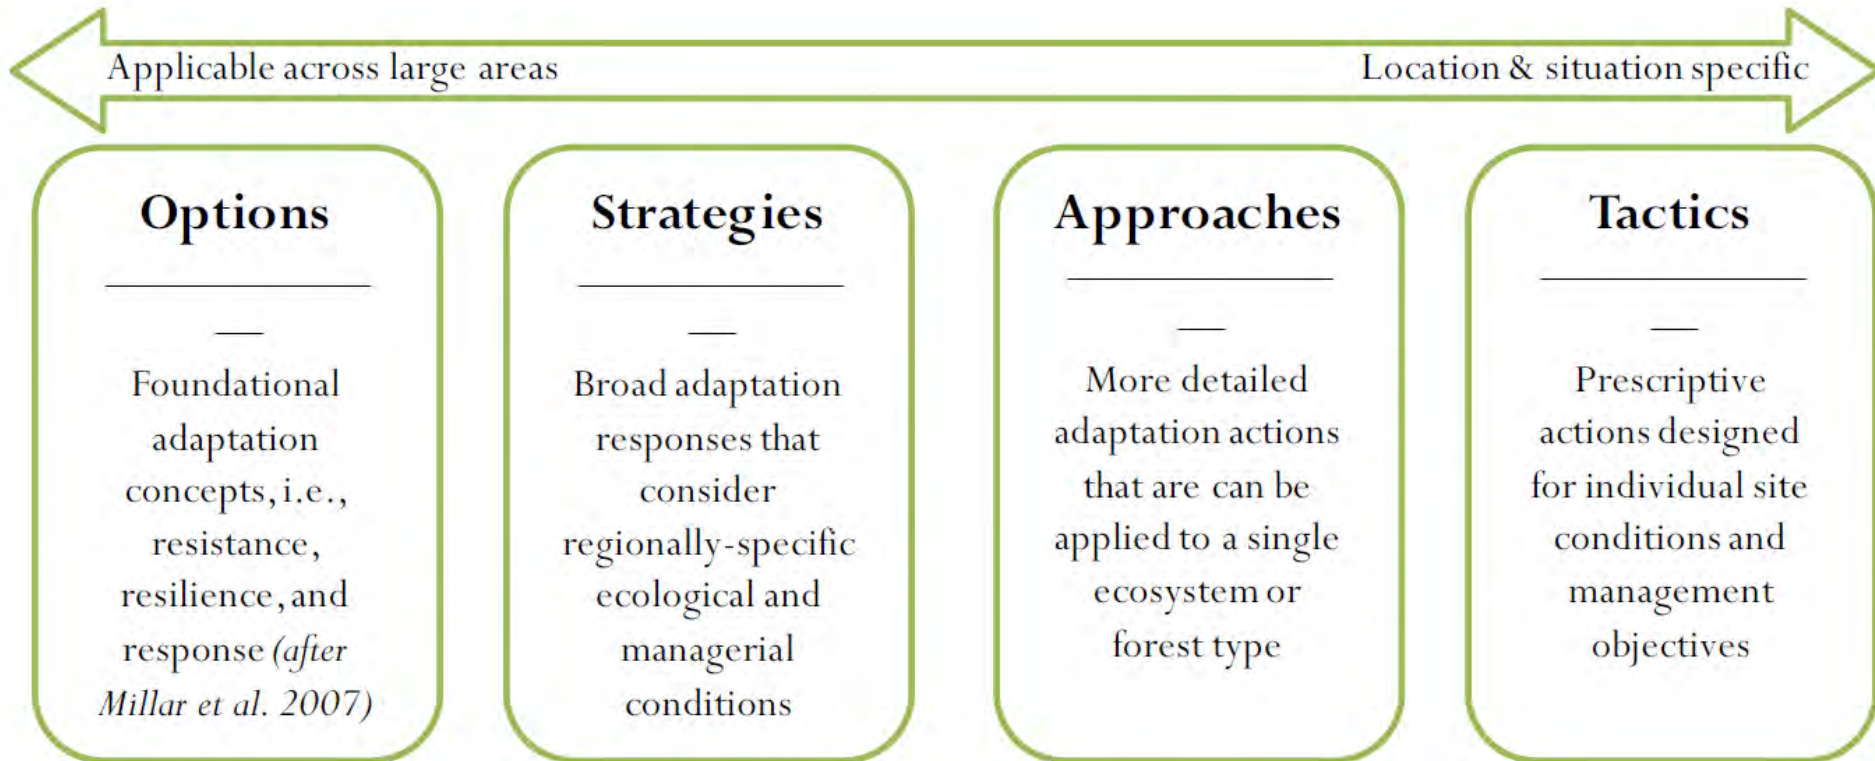 Applicable across large areas
Location & situation specific
Options
Foundational
adaptation
concepts, i.e.,
resistance,
resilience, and
response (after
Millar et al. 2007)
Strategies
Broad adaptation
responses that
consider
regionally-specific
ecological and
managerial
conditions
Approaches
More detailed
adaptation actions
that are can be
applied to a single
ecosystem or
forest type
Tactics
Prescriptive
actions designed
for individual site
conditions and
management
objectives